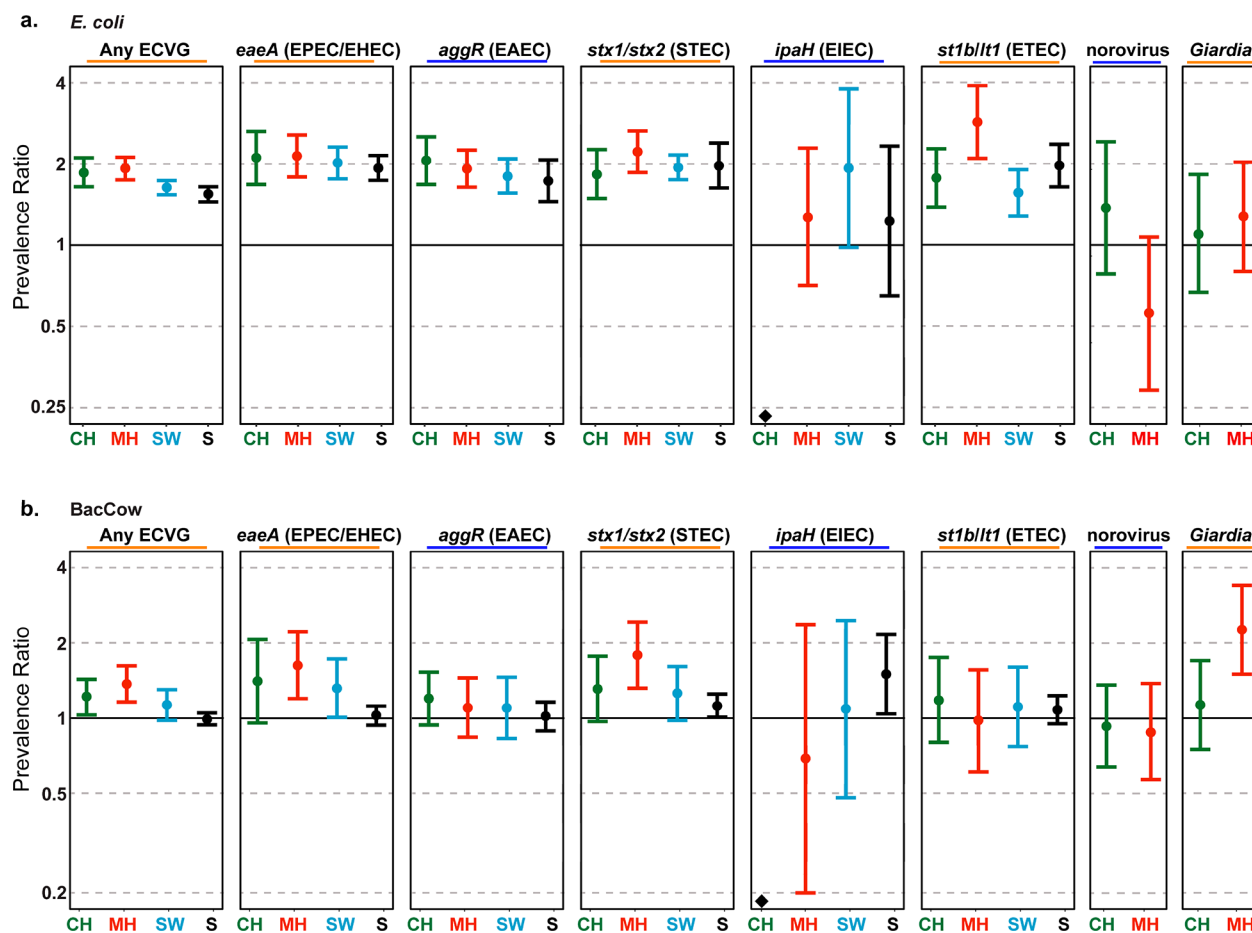 a. E. coli
Any ECVG eaeA (EPEC/EHEC) aggR (EAEC) stx1/stx2 (STEC) ipaH (EIEC) st1b/lt1 (ETEC) norovirus Giardia
Prevalence Ratio
4
2
1
0.5
0.25
CH MH SW S CH MH SW S CH MH SW S CH MH SW S CH MH SW S CH MH SW S CH MH CH MH
b. BacCow
Any ECVG eaeA (EPEC/EHEC) aggR (EAEC) stx1/stx2 (STEC) ipaH (EIEC) st1b/lt1 (ETEC) norovirus Giardia
Prevalence Ratio
4
2
1
0.5
0.2
CH MH SW S CH MH SW S CH MH SW S CH MH SW S CH MH SW S CH MH SW S CH MH CH MH